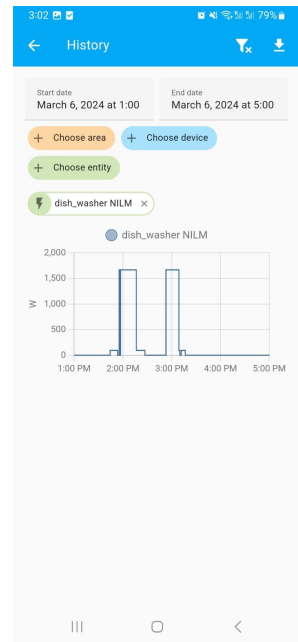 3:02 79%
History
Start date
March 6, 2024 at 1:00
End date
March 6, 2024 at 5:00
+ Choose area
+ Choose device
+ Choose entity
dish_washer NILM ×
dish_washer NILM
2,000
1,500
1,000
500
0
W
1:00 PM 2:00 PM 3:00 PM 4:00 PM 5:00 PM